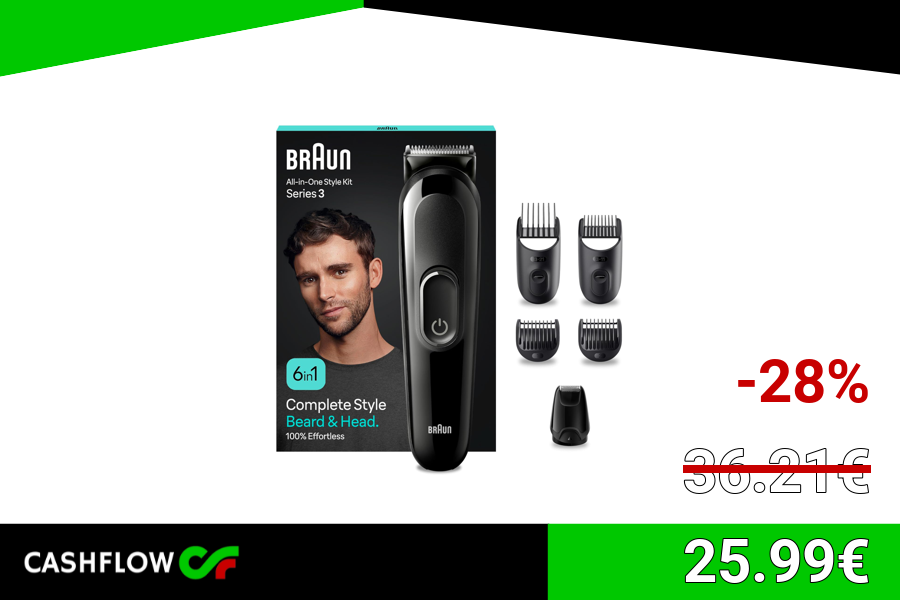 BRAUN
BRAUN
All-in-One Style Kit
Series 3
6in1
Complete Style
Beard & Head.
100% Effortless
BRAUN
-28%
36.21€
CASHFLOW
25.99€